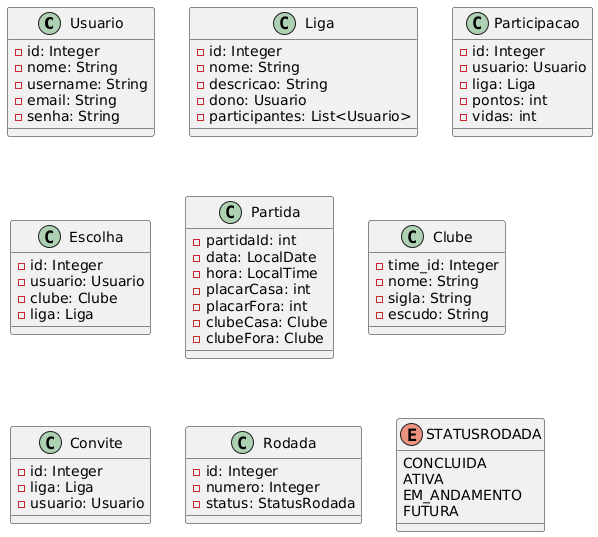 C Usuario
id: Integer
nome: String
username: String
email: String
senha: String
C Liga
id: Integer
nome: String
descricao: String
dono: Usuario
participantes: List<Usuario>
C Participacao
id: Integer
usuario: Usuario
liga: Liga
pontos: int
vidas: int
C Escolha
id: Integer
usuario: Usuario
clube: Clube
liga: Liga
C Partida
partidaId: int
data: LocalDate
hora: LocalTime
placarCasa: int
placarFora: int
clubeCasa: Clube
clubeFora: Clube
C Clube
time_id: Integer
nome: String
sigla: String
escudo: String
C Convite
id: Integer
liga: Liga
usuario: Usuario
C Rodada
id: Integer
numero: Integer
status: StatusRodada
E STATUSRODADA
CONCLUIDA
ATIVA
EM_ANDAMENTO
FUTURA